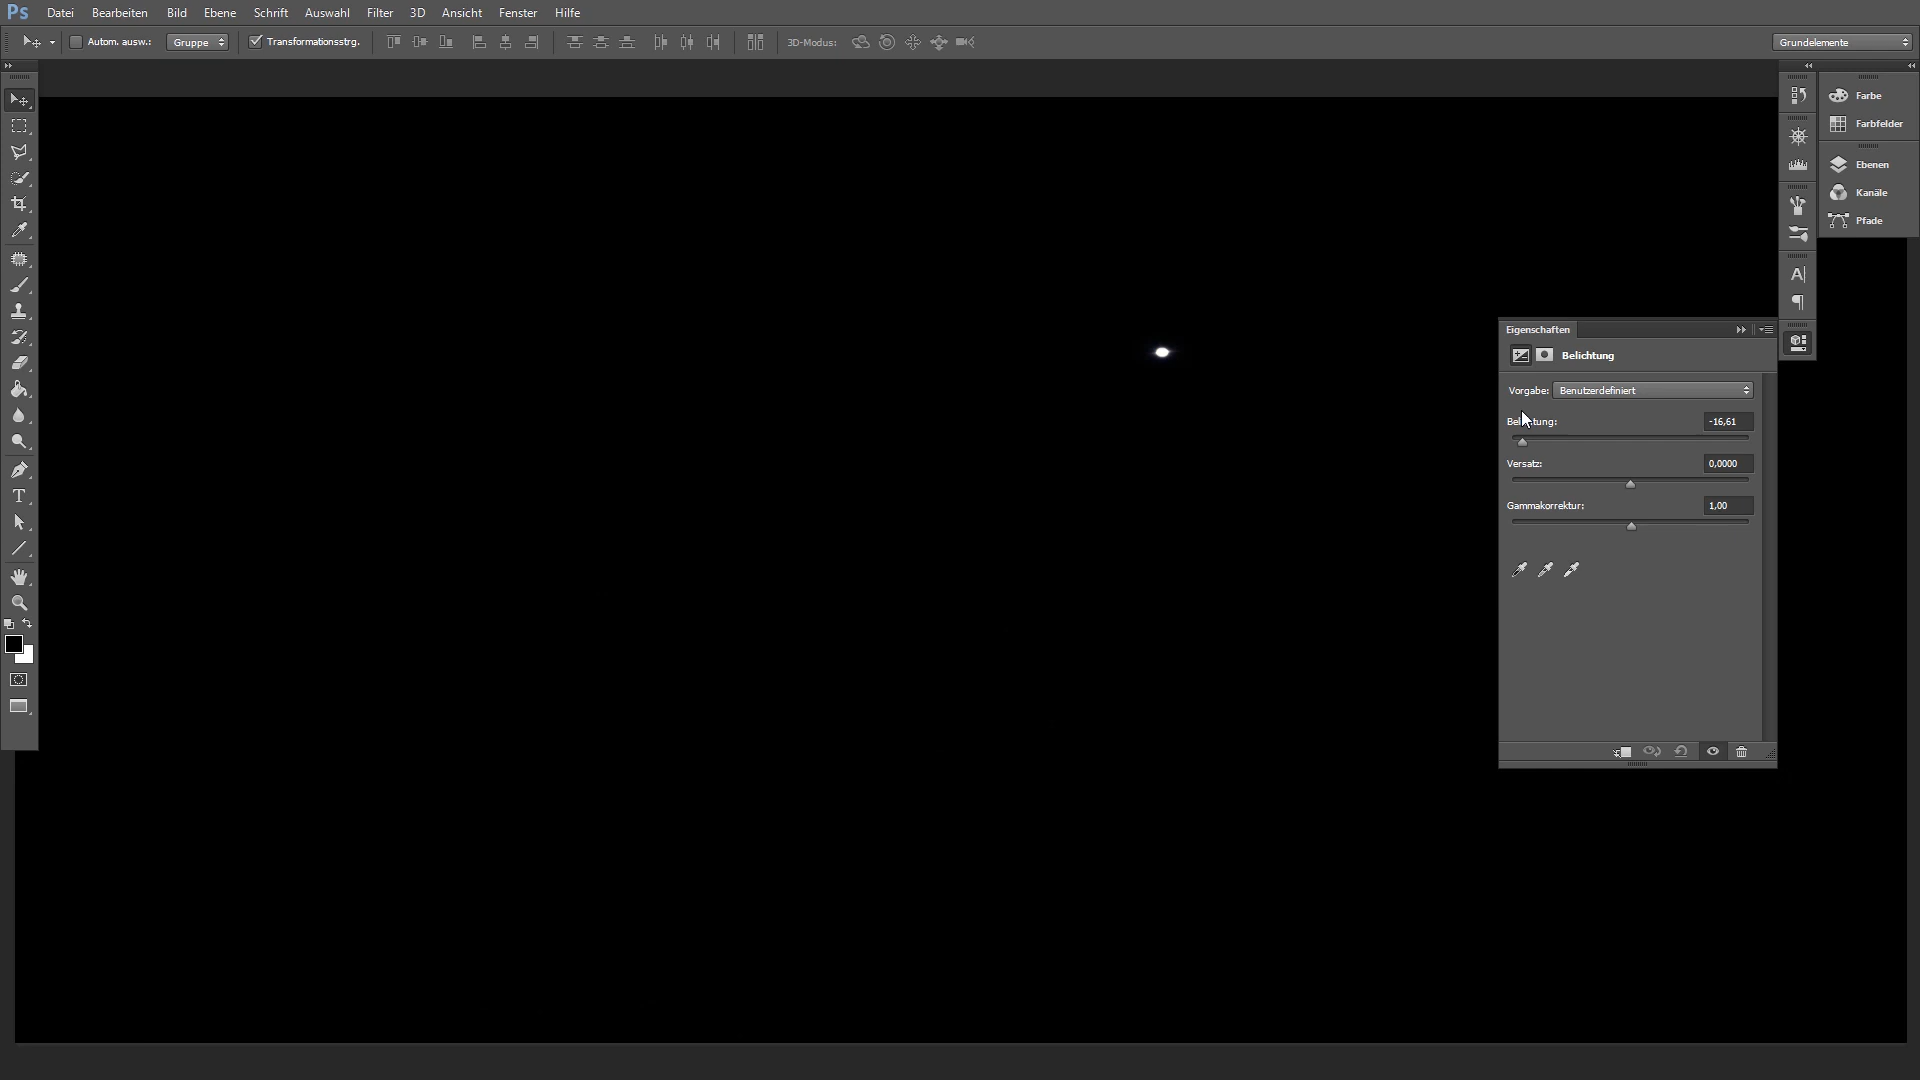 Ps Datei Bearbeiten Bild Ebene Schrift Auswahl Filter 3D Ansicht Fenster Hilfe
Autom. ausw.: Gruppe Transformationsstrg. 3D-Modus: Grundelemente
Farbe
Farbfelder
Ebenen
Kanäle
Pfade
Eigenschaften
Belichtung
Vorgabe: Benutzerdefiniert
Belichtung: -16,61
Versatz: 0,0000
Gammakorrektur: 1,00